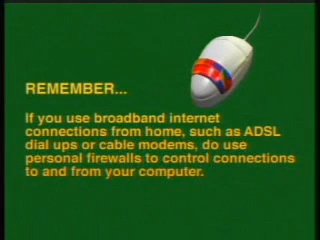 REMEMBER...
If you use broadband internet
connections from home, such as ADSL
dial ups or cable modems, do use
personal firewalls to control connections
to and from your computer.